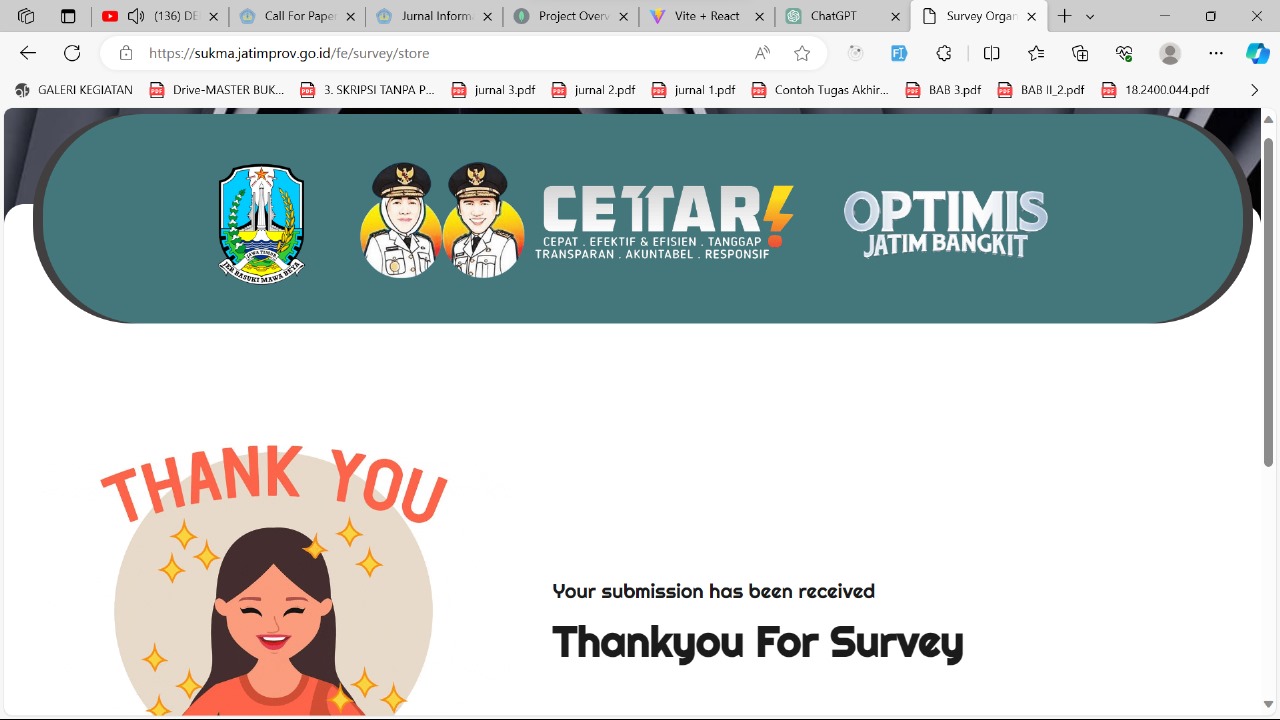 (136) DEN
Call For Paper
Jurnal Informa
Project Overv
Vite + React
ChatGPT
Survey Organ
https://sukma.jatimprov.go.id/fe/survey/store
GALERI KEGIATAN
Drive-MASTER BUK...
3. SKRIPSI TANPA P...
jurnal 3.pdf
jurnal 2.pdf
jurnal 1.pdf
Contoh Tugas Akhir...
BAB 3.pdf
BAB II_2.pdf
18.2400.044.pdf
JAWA TIMUR
JER BASUKI MAWA BEYA
CETTAR!
CEPAT . EFEKTIF & EFISIEN . TANGGAP
TRANSPARAN . AKUNTABEL . RESPONSIF
OPTIMIS
JATIM BANGKIT
THANK YOU
Your submission has been received
Thankyou For Survey